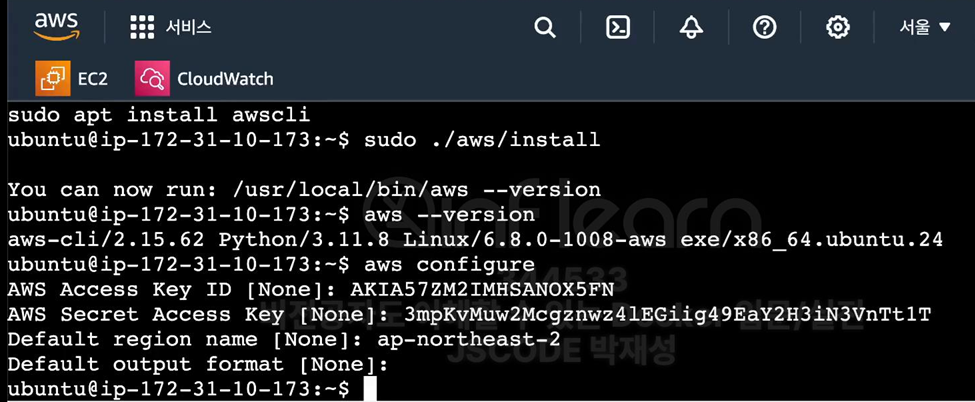 aws 서비스 서울
EC2 CloudWatch
sudo apt install awscli
ubuntu@ip-172-31-10-173:~$ sudo ./aws/install
You can now run: /usr/local/bin/aws --version
ubuntu@ip-172-31-10-173:~$ aws --version
aws-cli/2.15.62 Python/3.11.8 Linux/6.8.0-1008-aws exe/x86_64.ubuntu.24
ubuntu@ip-172-31-10-173:~$ aws configure
AWS Access Key ID [None]: AKIA57ZM2IMHSANOX5FN
AWS Secret Access Key [None]: 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
Default region name [None]: ap-northeast-2
Default output format [None]:
ubuntu@ip-172-31-10-173:~$
inflearn
JSCODE 박재성